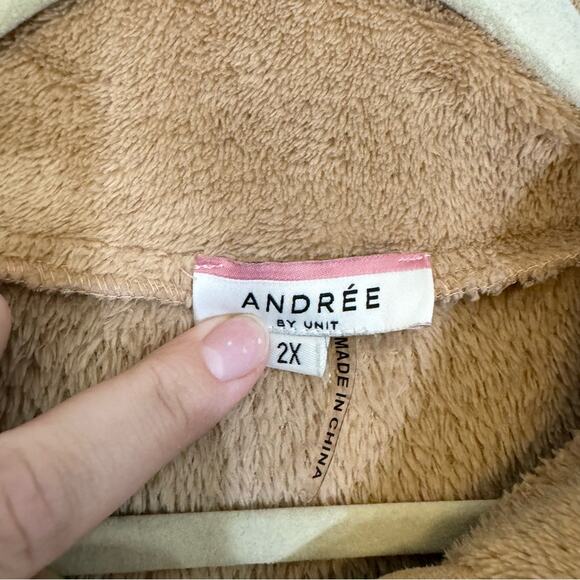 ANDRÉE
BY UNIT
2X
MADE IN CHINA